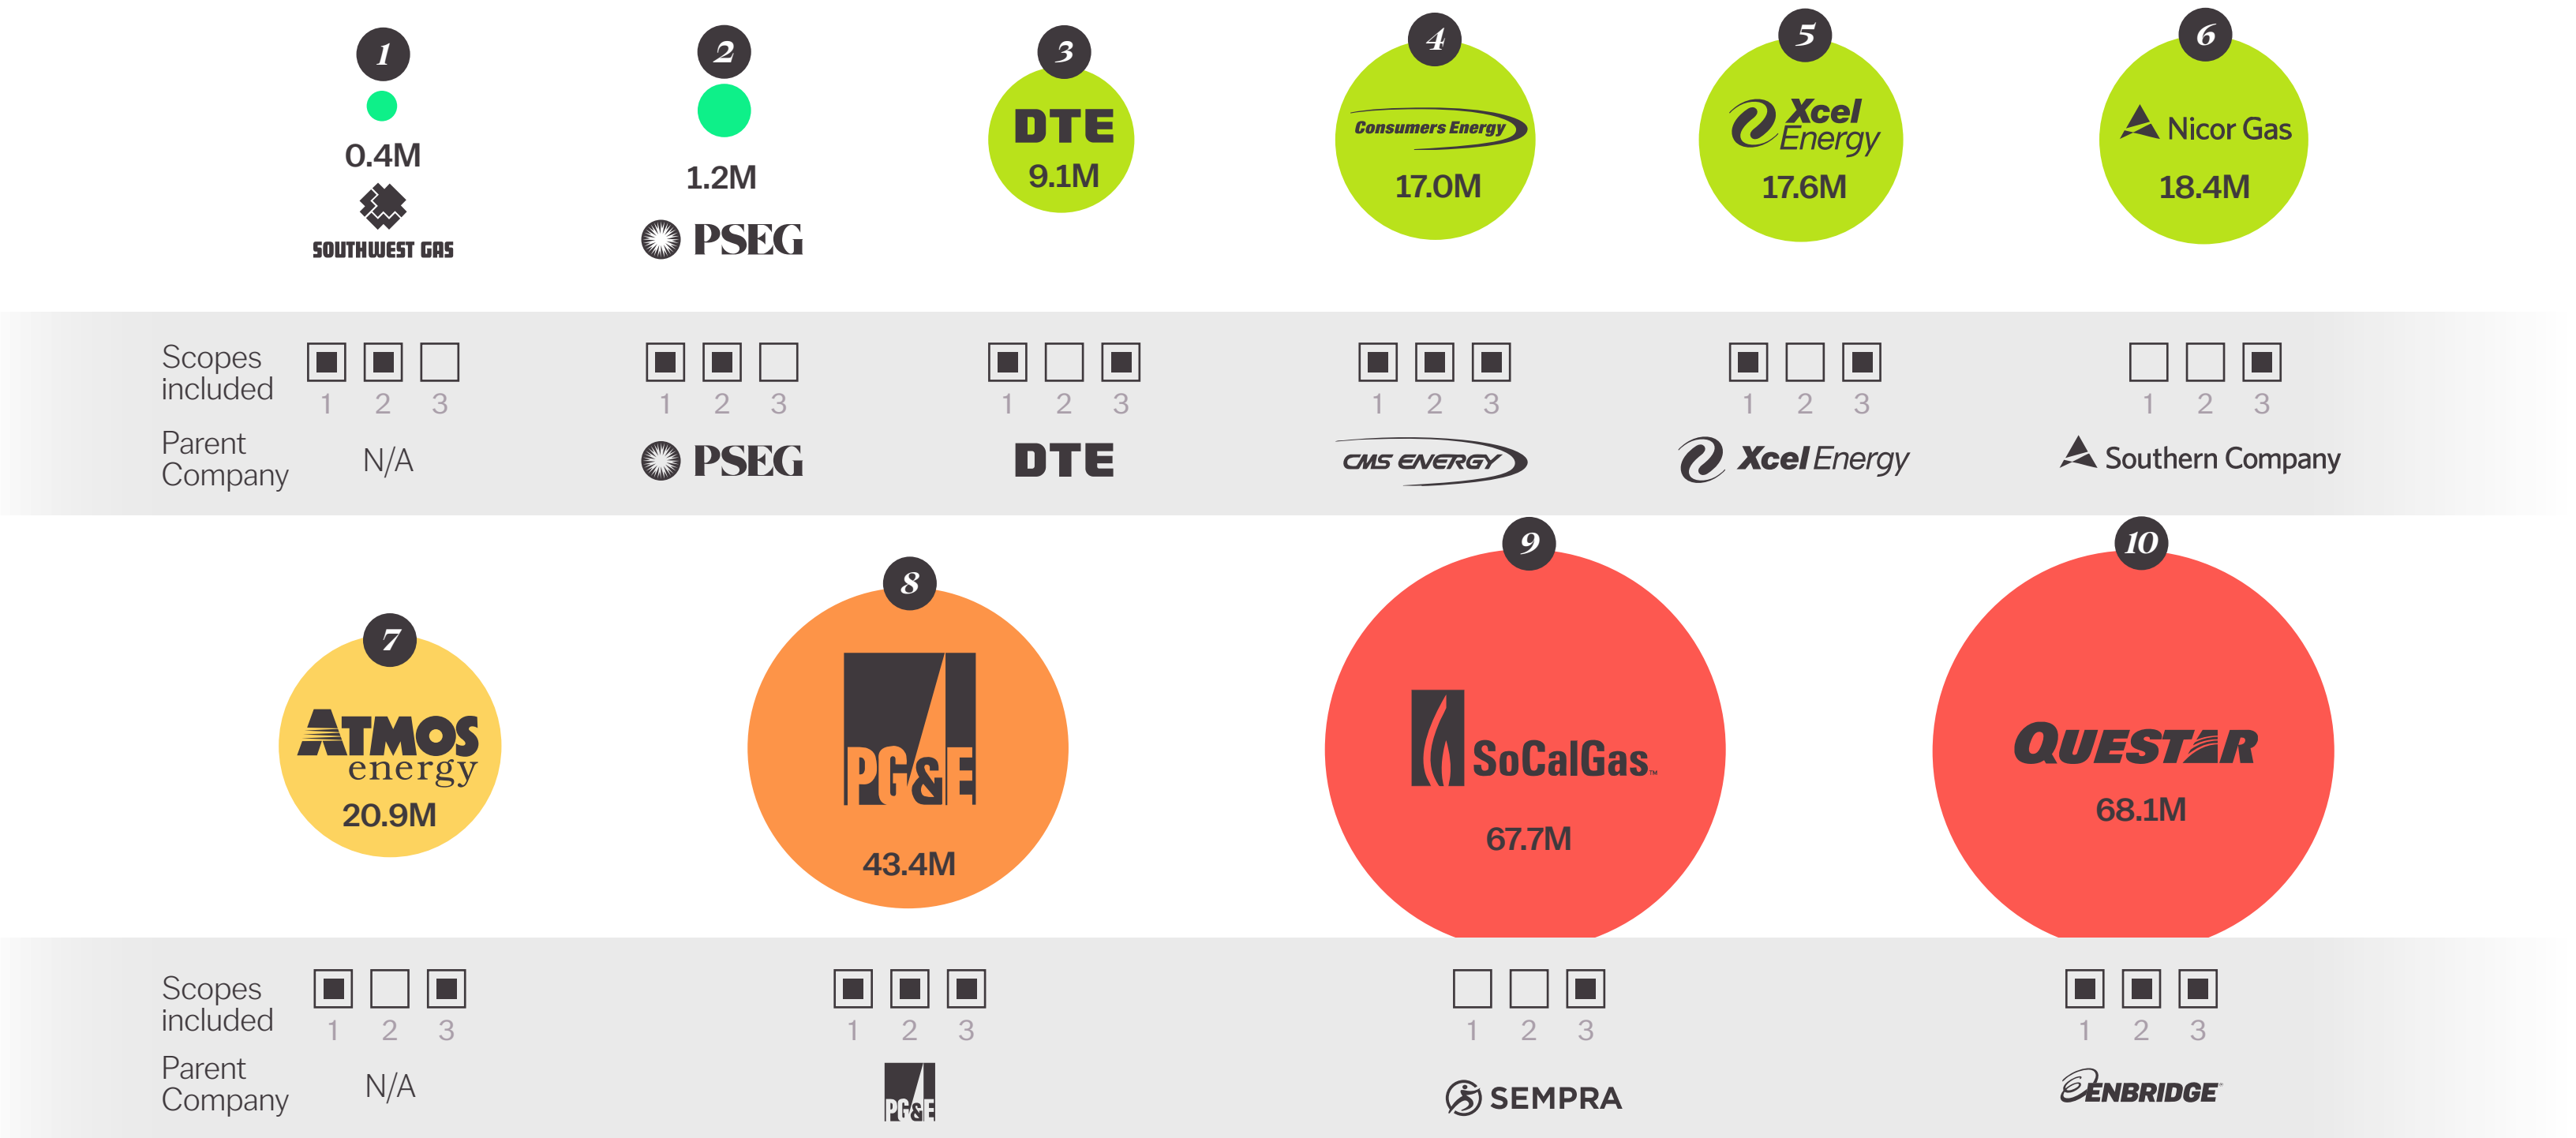 1
0.4M
SOUTHWEST GAS
2
1.2M
PSEG
3
DTE
9.1M
4
Consumers Energy
17.0M
5
Xcel
Energy
17.6M
6
Nicor Gas
18.4M
Scopes
included
1 2 3
1 2 3
1 2 3
1 2 3
1 2 3
1 2 3
Parent
Company
N/A
PSEG
DTE
CMS ENERGY
Xcel Energy
Southern Company
7
ATMOS
energy
20.9M
8
PG&E
43.4M
9
SoCalGas™
67.7M
10
QUESTAR
68.1M
Scopes
included
1 2 3
1 2 3
1 2 3
1 2 3
Parent
Company
N/A
PG&E
SEMPRA
ENBRIDGE™